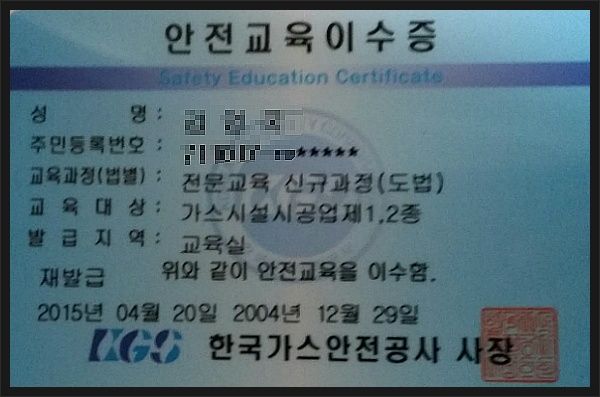 안전교육이수증
Safety Education Certificate
성 명 :
주민등록번호 : *****
교육과정(법별) : 전문교육 신규과정(도법)
교육대상 : 가스시설시공업제1,2종
발급지역 : 교육실
재발급 위와 같이 안전교육을 이수함.
2015년 04월 20일 2004년 12월 29일
KGS 한국가스안전공사 사장